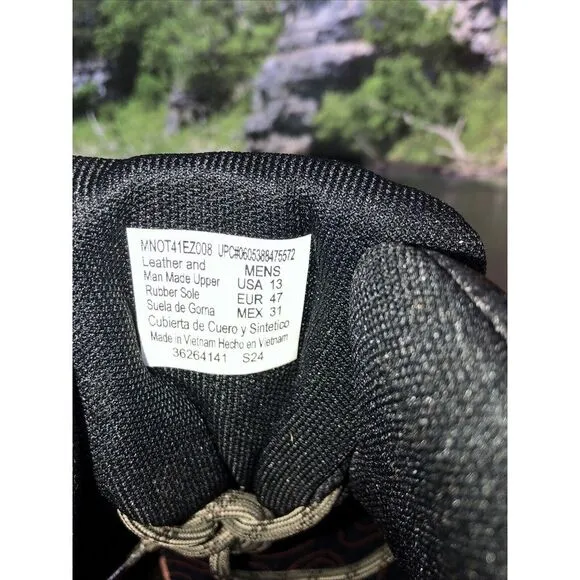 MNOT41EZ008 UPC#0605388475572
Leather and MENS
Man Made Upper USA 13
Rubber Sole EUR 47
Suela de Goma MEX 31
Cubierta de Cuero y Sintetico
Made in Vietnam Hecho en Vietnam
36264141 S24